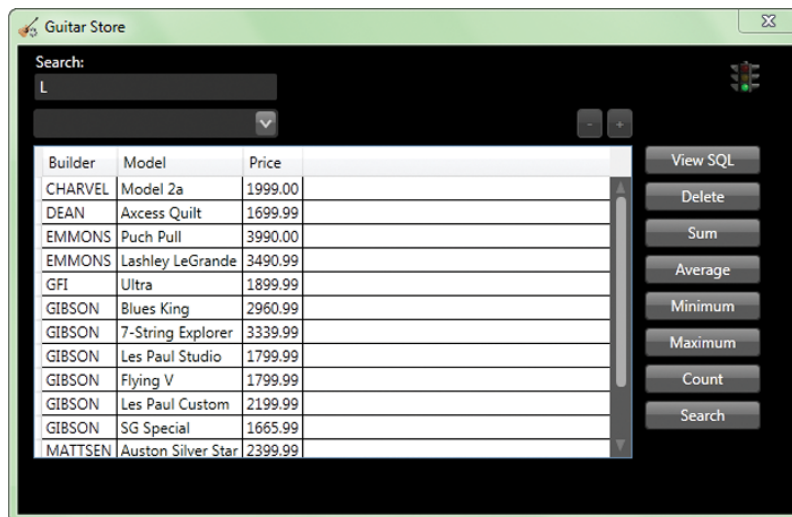 Guitar Store
Search:
L
- +
Builder Model Price
CHARVEL Model 2a 1999.00
DEAN Axcess Quilt 1699.99
EMMONS Puch Pull 3990.00
EMMONS Lashley LeGrande 3490.99
GFI Ultra 1899.99
GIBSON Blues King 2960.99
GIBSON 7-String Explorer 3339.99
GIBSON Les Paul Studio 1799.99
GIBSON Flying V 1799.99
GIBSON Les Paul Custom 2199.99
GIBSON SG Special 1665.99
MATTSEN Auston Silver Star 2399.99
View SQL
Delete
Sum
Average
Minimum
Maximum
Count
Search